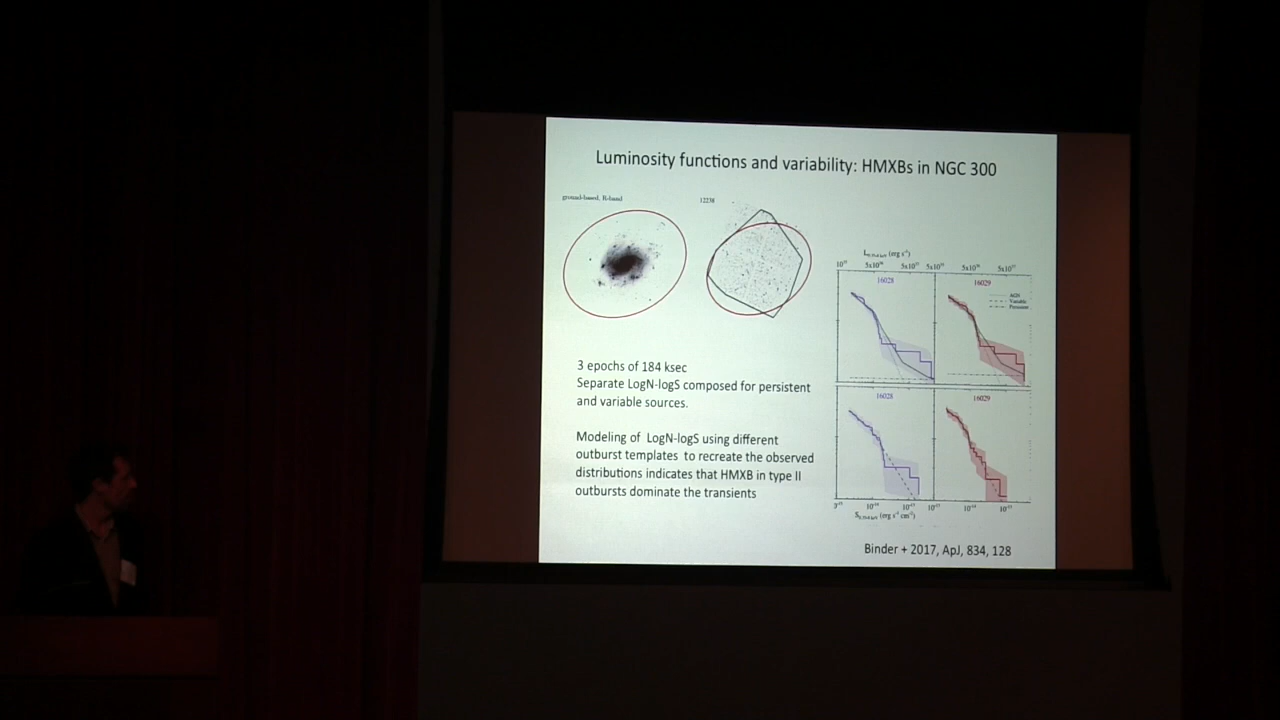 Luminosity functions and variability: HMXBs in NGC 300
ground-based, R-band
12238
3 epochs of 184 ksec
Separate LogN-logS composed for persistent
and variable sources.
Modeling of LogN-logS using different
outburst templates to recreate the observed
distributions indicates that HMXB in type II
outbursts dominate the transients
16028
16029
AGN
Variable
Persistent
16028
16029
Binder + 2017, ApJ, 834, 128